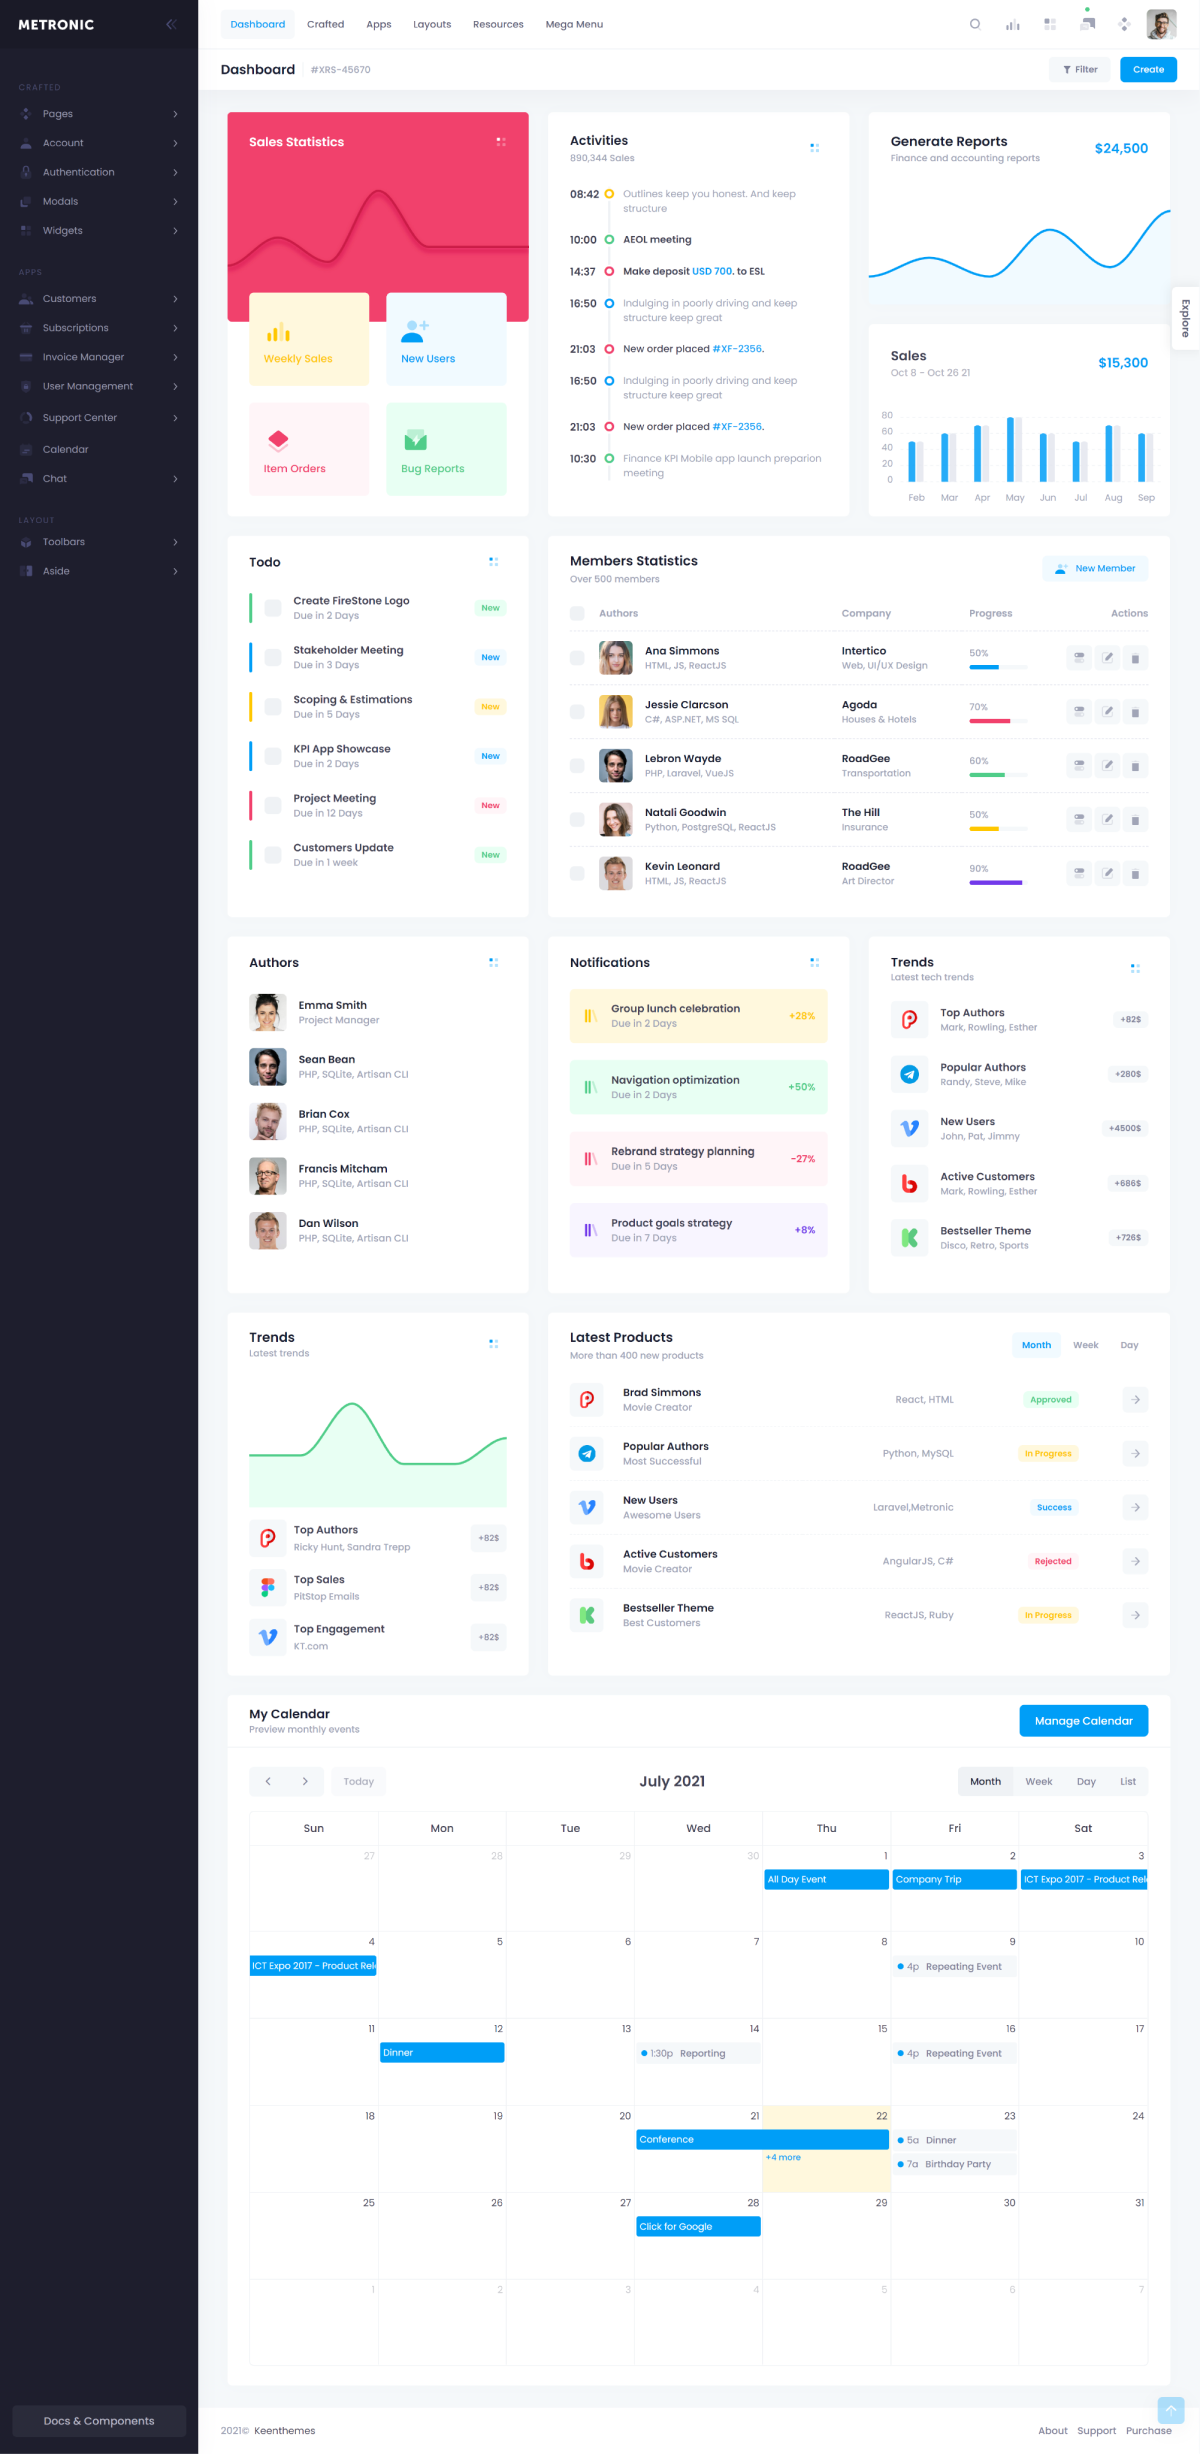 METRONIC
CRAFTED
Pages
Account
Authentication
Modals
Widgets
APPS
Customers
Subscriptions
Invoice Manager
User Management
Support Center
Calendar
Chat
LAYOUT
Toolbars
Aside
Docs & Components
Dashboard Crafted Apps Layouts Resources Mega Menu
Dashboard #XRS-45670
Filter Create
Sales Statistics
Weekly Sales
New Users
Item Orders
Bug Reports
Activities
890,344 Sales
08:42 Outlines keep you honest. And keep
structure
10:00 AEOL meeting
14:37 Make deposit USD 700. to ESL
16:50 Indulging in poorly driving and keep
structure keep great
21:03 New order placed #XF-2356.
16:50 Indulging in poorly driving and keep
structure keep great
21:03 New order placed #XF-2356.
10:30 Finance KPI Mobile app launch preparion
meeting
Generate Reports
Finance and accounting reports
$24,500
Explore
Sales
Oct 8 - Oct 26 21
$15,300
80
60
40
20
0
Feb Mar Apr May Jun Jul Aug Sep
Todo
Create FireStone Logo
Due in 2 Days
New
Stakeholder Meeting
Due in 3 Days
New
Scoping & Estimations
Due in 5 Days
New
KPI App Showcase
Due in 2 Days
New
Project Meeting
Due in 12 Days
New
Customers Update
Due in 1 week
New
Members Statistics
Over 500 members
New Member
Authors Company Progress Actions
Ana Simmons Intertico 50%
HTML, JS, ReactJS Web, UI/UX Design
Jessie Clarcson Agoda 70%
C#, ASP.NET, MS SQL Houses & Hotels
Lebron Wayde RoadGee 60%
PHP, Laravel, VueJS Transportation
Natali Goodwin The Hill 50%
Python, PostgreSQL, ReactJS Insurance
Kevin Leonard RoadGee 90%
HTML, JS, ReactJS Art Director
Authors
Emma Smith
Project Manager
Sean Bean
PHP, SQLite, Artisan CLI
Brian Cox
PHP, SQLite, Artisan CLI
Francis Mitcham
PHP, SQLite, Artisan CLI
Dan Wilson
PHP, SQLite, Artisan CLI
Notifications
Group lunch celebration
Due in 2 Days
+28%
Navigation optimization
Due in 2 Days
+50%
Rebrand strategy planning
Due in 5 Days
-27%
Product goals strategy
Due in 7 Days
+8%
Trends
Latest tech trends
Top Authors
Mark, Rowling, Esther
+82$
Popular Authors
Randy, Steve, Mike
+280$
New Users
John, Pat, Jimmy
+4500$
Active Customers
Mark, Rowling, Esther
+686$
Bestseller Theme
Disco, Retro, Sports
+726$
Trends
Latest trends
Top Authors
Ricky Hunt, Sandra Trepp
+82$
Top Sales
PitStop Emails
+82$
Top Engagement
KT.com
+82$
Latest Products
More than 400 new products
Month Week Day
Brad Simmons
Movie Creator
React, HTML Approved
Popular Authors
Most Successful
Python, MySQL In Progress
New Users
Awesome Users
Laravel,Metronic Success
Active Customers
Movie Creator
AngularJS, C# Rejected
Bestseller Theme
Best Customers
ReactJS, Ruby In Progress
My Calendar
Preview monthly events
Manage Calendar
Today July 2021 Month Week Day List
Sun Mon Tue Wed Thu Fri Sat
27 28 29 30 1 2 3
All Day Event Company Trip ICT Expo 2017 - Product Rel
4 5 6 7 8 9 10
ICT Expo 2017 - Product Rel 4p Repeating Event
11 12 13 14 15 16 17
Dinner 1:30p Reporting 4p Repeating Event
18 19 20 21 22 23 24
Conference 5a Dinner
+4 more 7a Birthday Party
25 26 27 28 29 30 31
Click for Google
1 2 3 4 5 6 7
2021© Keenthemes About Support Purchase